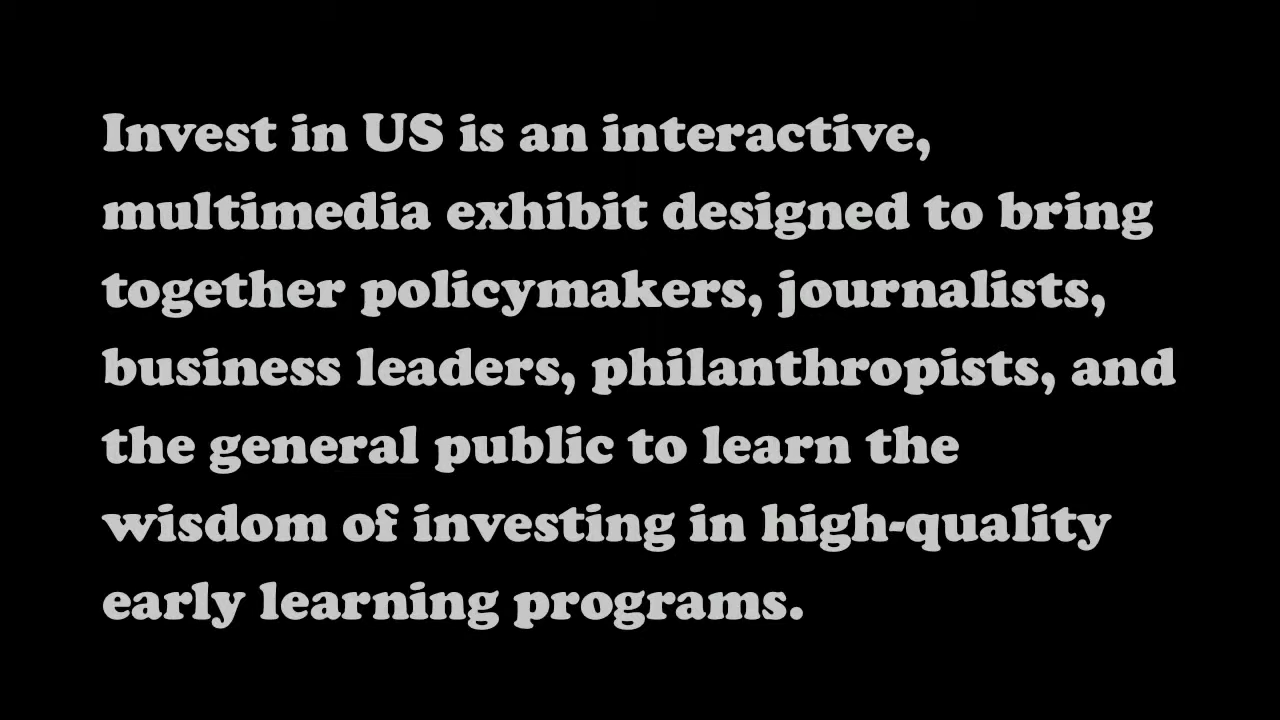 Invest in US is an interactive,
multimedia exhibit designed to bring
together policymakers, journalists,
business leaders, philanthropists, and
the general public to learn the
wisdom of investing in high-quality
early learning programs.